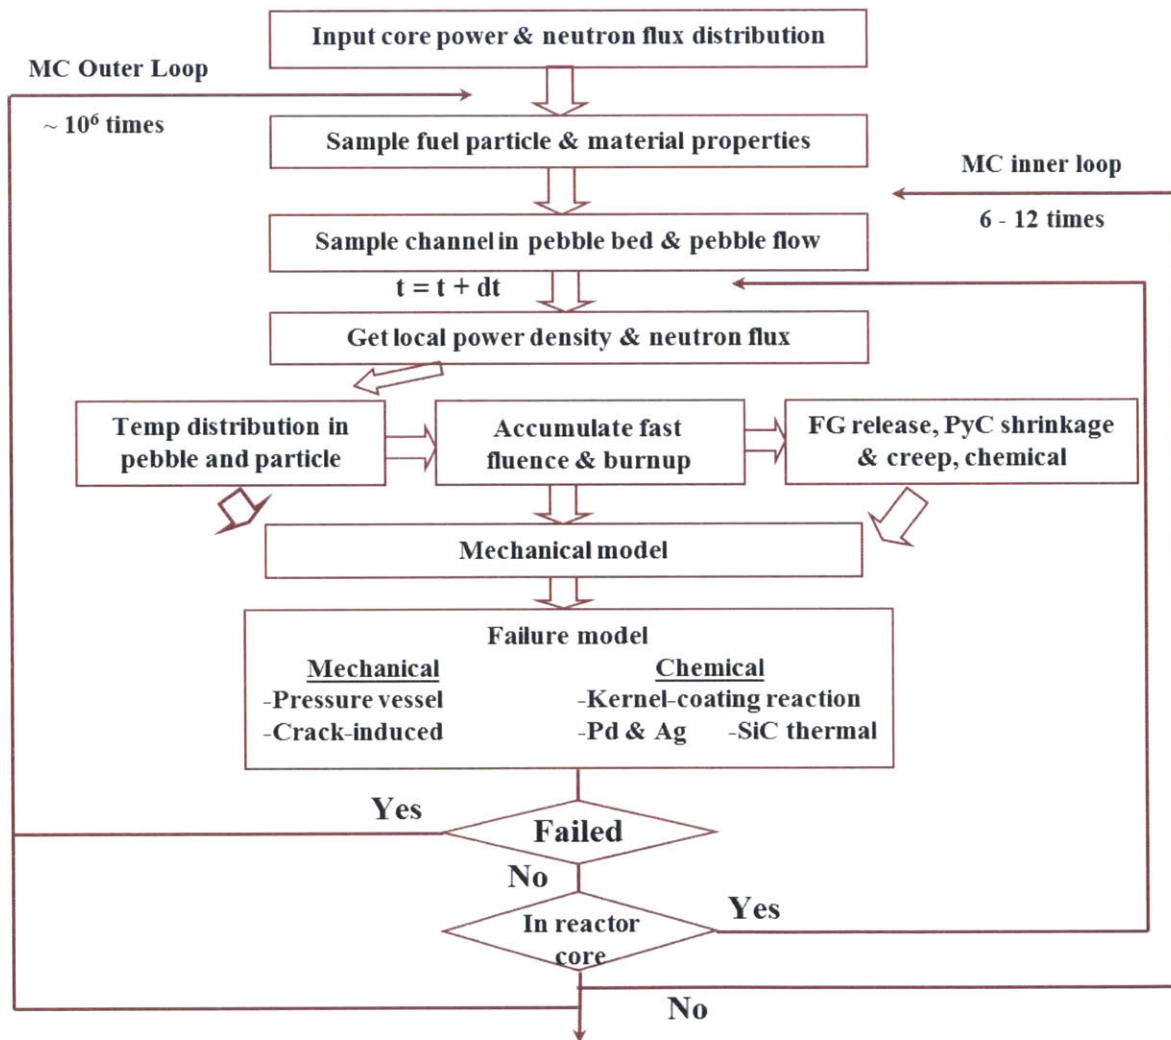 Input core power & neutron flux distribution
MC Outer Loop
~ 10⁶ times
Sample fuel particle & material properties
MC inner loop
6 - 12 times
Sample channel in pebble bed & pebble flow
t = t + dt
Get local power density & neutron flux
Temp distribution in
pebble and particle
Accumulate fast
fluence & burnup
FG release, PyC shrinkage
& creep, chemical
Mechanical model
Failure model
Mechanical
-Pressure vessel
-Crack-induced
Chemical
-Kernel-coating reaction
-Pd & Ag -SiC thermal
Yes
Failed
No
In reactor
core
Yes
No